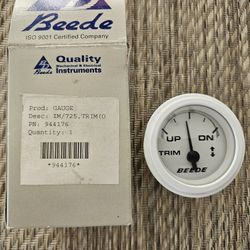 Beede
ISO 9001 Certified Company
Beede
Quality
Mechanical & Electrical
Instruments
Prod: GAUGE
Desc: IM/725,TRIM(O
PN: 944176
Quantity: 1
*944176*
UP DN
TRIM
BEEDE